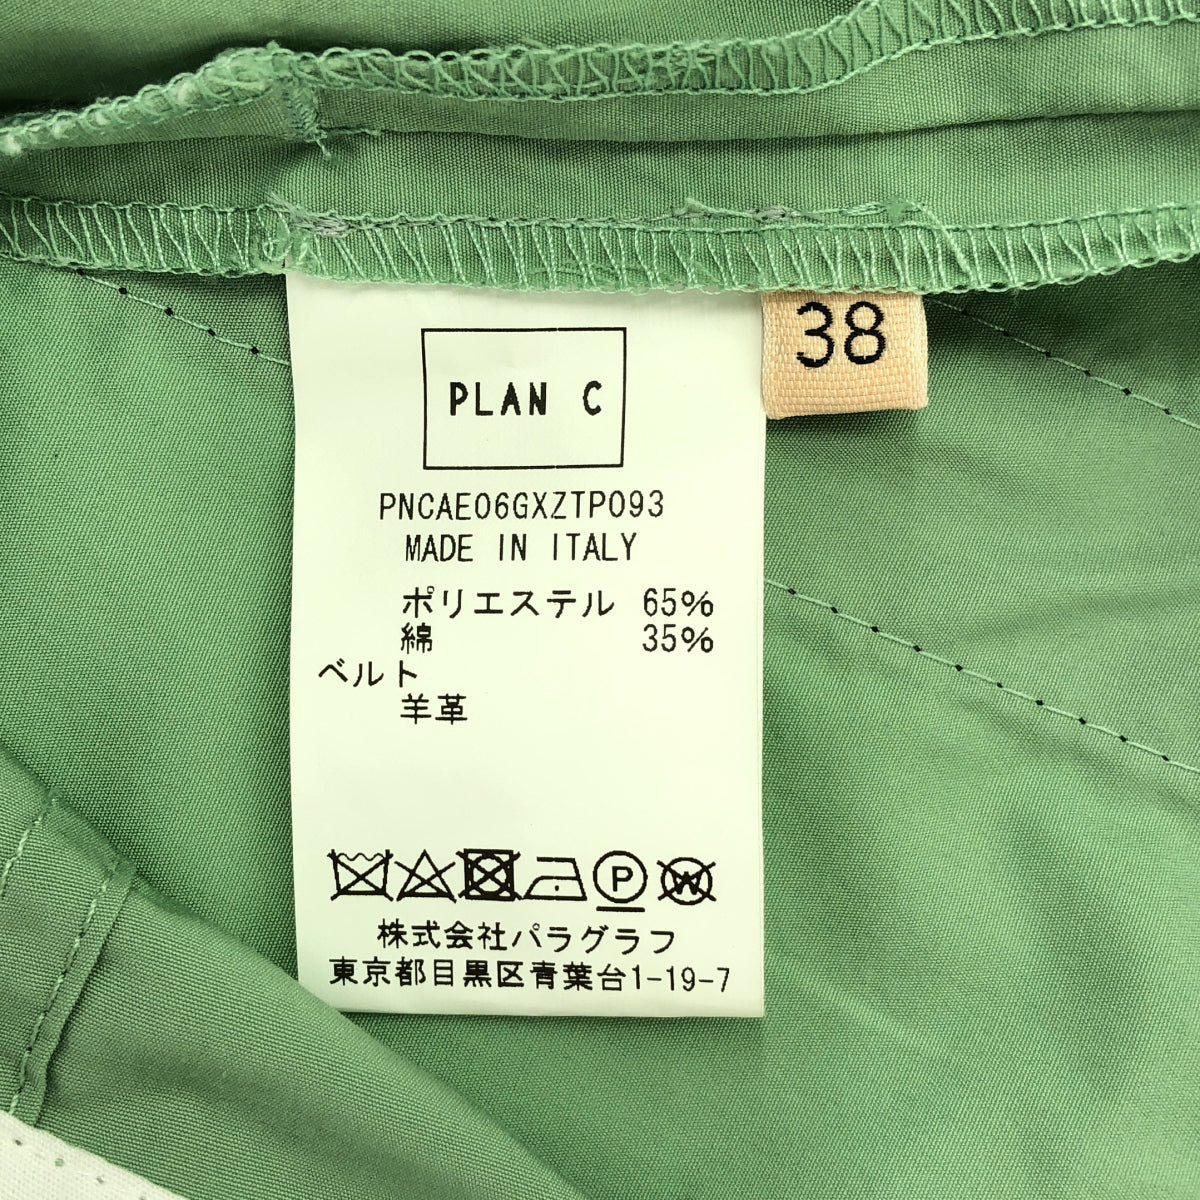 38
PLAN C
PNCAE06GXZTP093
MADE IN ITALY
ポリエステル 65%
綿 35%
ベルト
羊革
P W
株式会社パラグラフ
東京都目黒区青葉台1-19-7